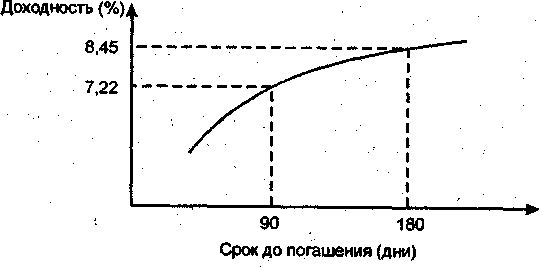 Доходность (%)
8,45
7,22
90
180
Срок до погашения (дни)